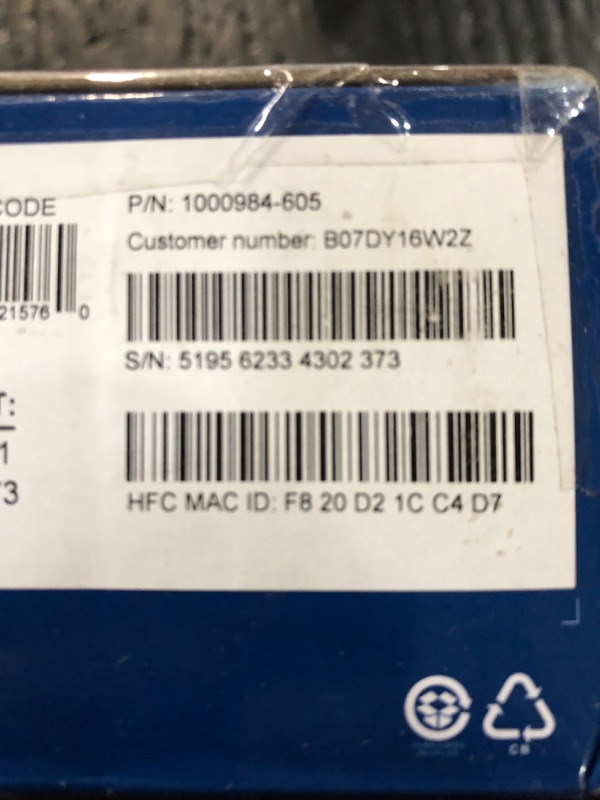 CODE
21576 0
T:
1
73
P/N: 1000984-605
Customer number: B07DY16W2Z
S/N: 5195 6233 4302 373
HFC MAC ID: F8 20 D2 1C C4 D7